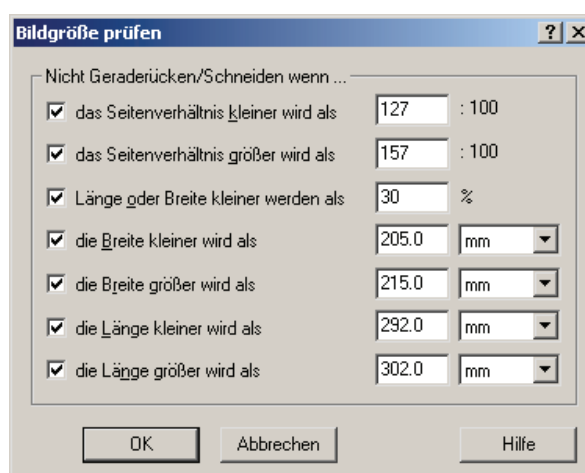 Bildgröße prüfen
Nicht Geraderücken/Schneiden wenn ...
das Seitenverhältnis kleiner wird als 127 : 100
das Seitenverhältnis größer wird als 157 : 100
Länge oder Breite kleiner werden als 30 %
die Breite kleiner wird als 205.0 mm
die Breite größer wird als 215.0 mm
die Länge kleiner wird als 292.0 mm
die Länge größer wird als 302.0 mm
OK Abbrechen Hilfe